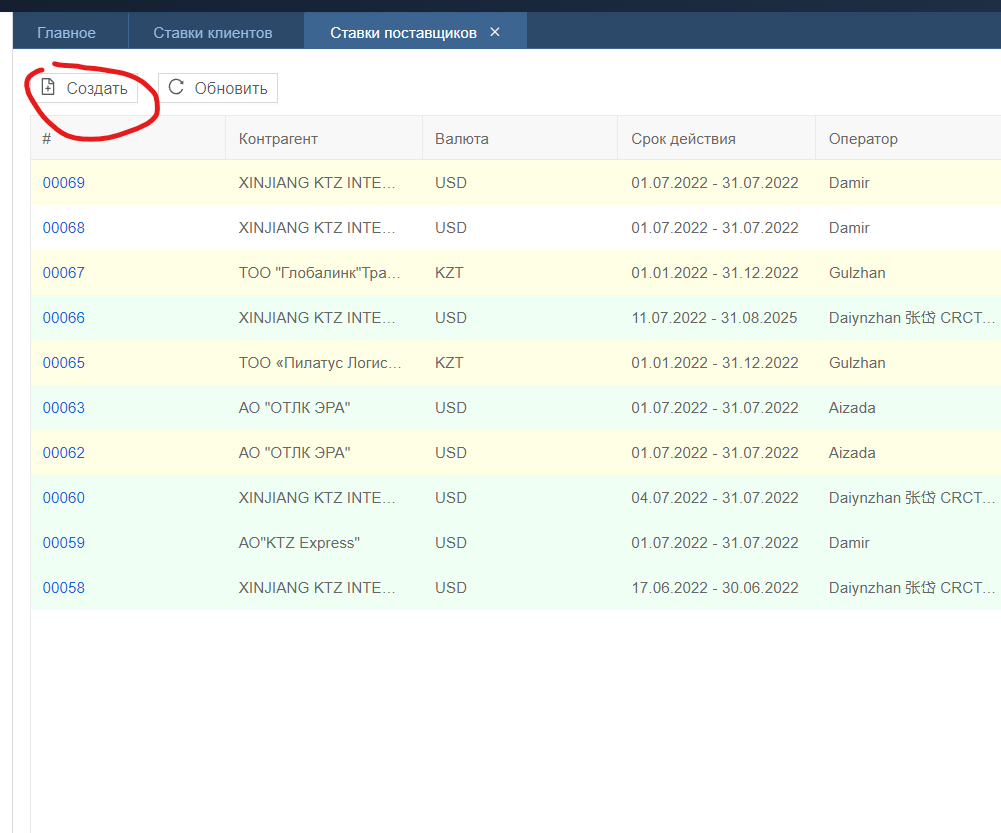 Главное Ставки клиентов Ставки поставщиков ×
Создать Обновить
# Контрагент Валюта Срок действия Оператор
00069 XINJIANG KTZ INTE... USD 01.07.2022 - 31.07.2022 Damir
00068 XINJIANG KTZ INTE... USD 01.07.2022 - 31.07.2022 Damir
00067 ТОО "Глобалинк"Тра... KZT 01.01.2022 - 31.12.2022 Gulzhan
00066 XINJIANG KTZ INTE... USD 11.07.2022 - 31.08.2025 Daiynzhan 张岱 CRCT...
00065 ТОО «Пилатус Логис... KZT 01.01.2022 - 31.12.2022 Gulzhan
00063 АО "ОТЛК ЭРА" USD 01.07.2022 - 31.07.2022 Aizada
00062 АО "ОТЛК ЭРА" USD 01.07.2022 - 31.07.2022 Aizada
00060 XINJIANG KTZ INTE... USD 04.07.2022 - 31.07.2022 Daiynzhan 张岱 CRCT...
00059 АО"KTZ Express" USD 01.07.2022 - 31.07.2022 Damir
00058 XINJIANG KTZ INTE... USD 17.06.2022 - 30.06.2022 Daiynzhan 张岱 CRCT...